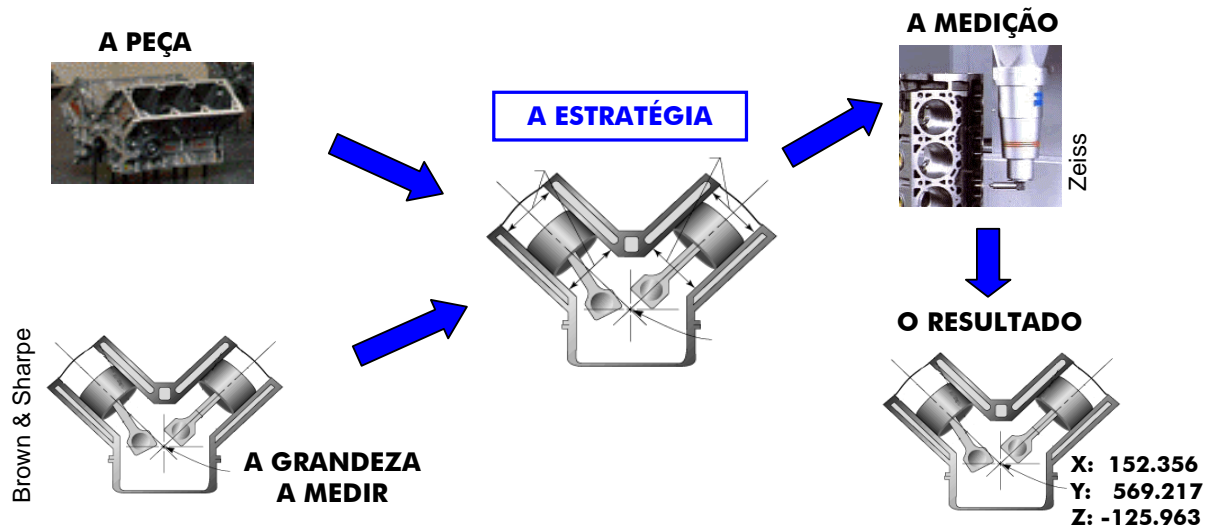 A PEÇA
A ESTRATÉGIA
A MEDIÇÃO
Zeiss
Brown & Sharpe
A GRANDEZA
A MEDIR
O RESULTADO
X: 152.356
Y: 569.217
Z: -125.963